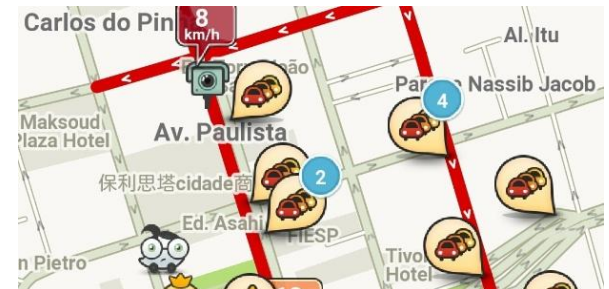 Carlos do Pin
8
km/h
Al. Itu
Nassib Jacob
4
Maksoud
Plaza Hotel
Av. Paulista
保利思塔cidade商
2
Ed. Asahi
FIESP
n Pietro
Tivo
Hotel